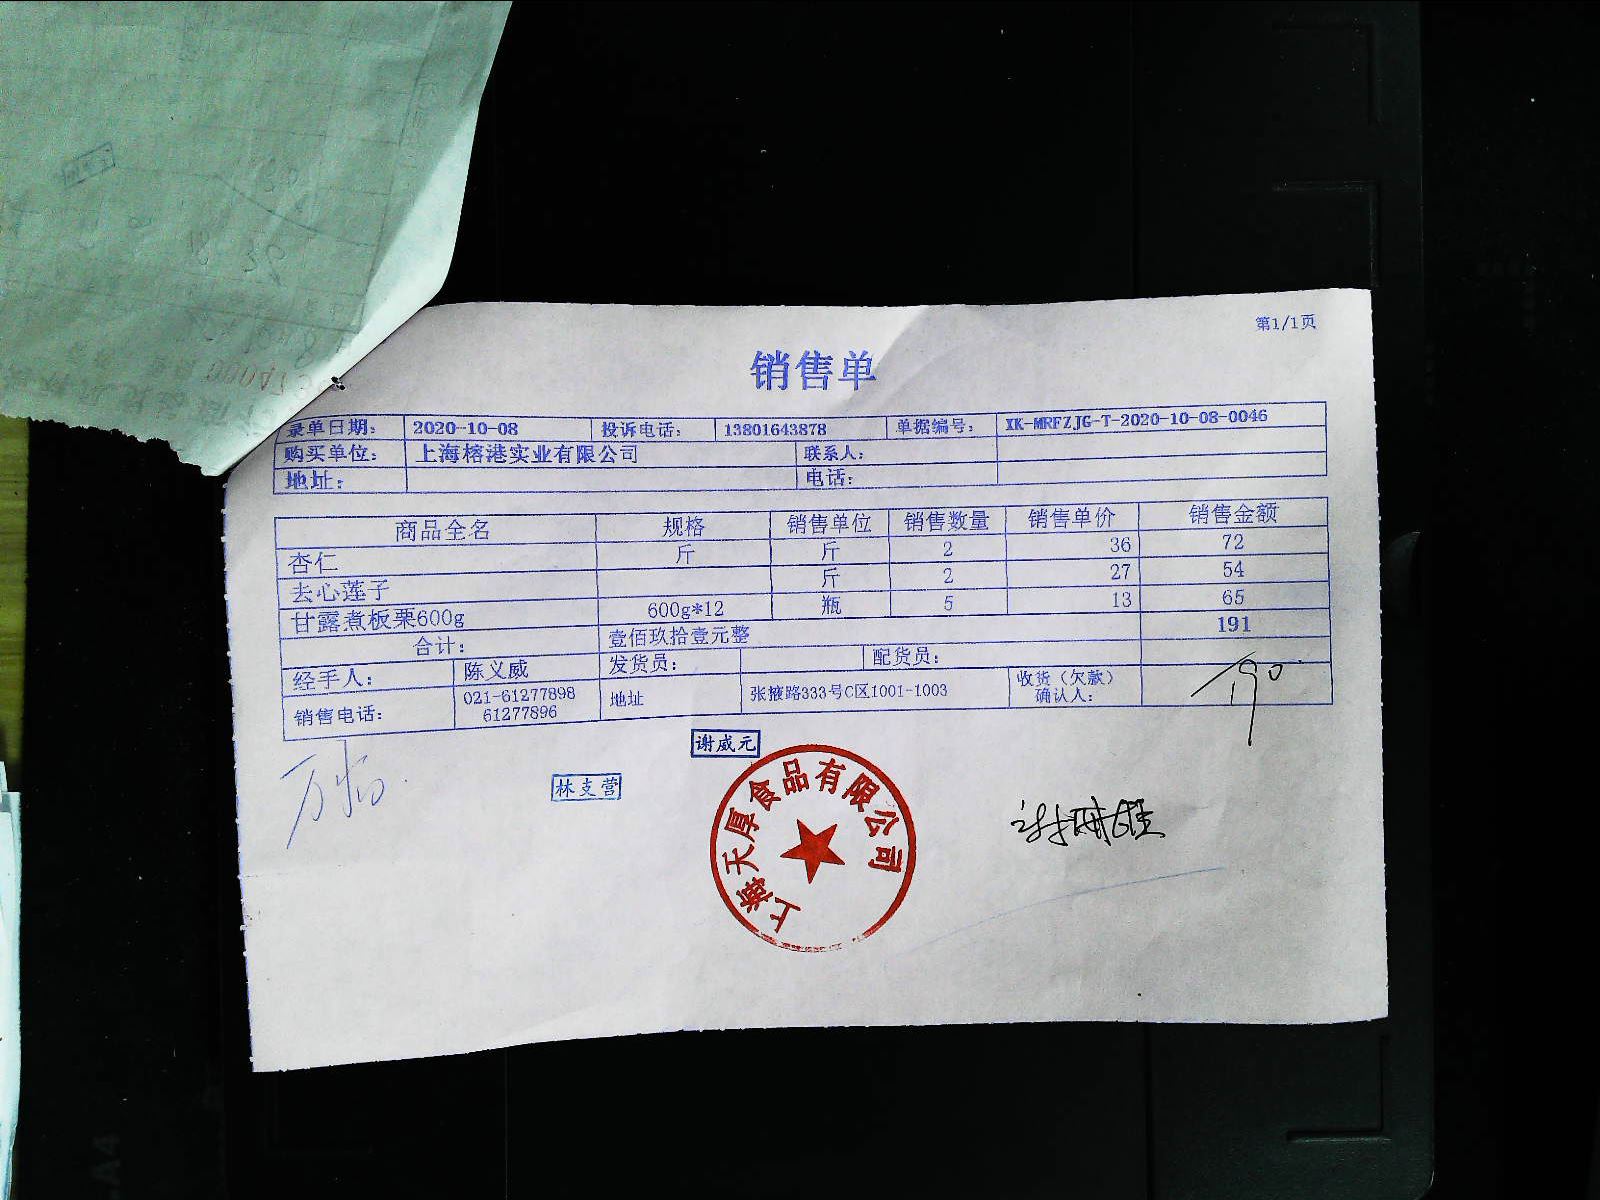 第1/1页
销售单
录单日期： 2020-10-08 投诉电话： 13801643878 单据编号： XK-MRFZJG-T-2020-10-08-0046
购买单位： 上海榕港实业有限公司 联系人：
地址： 电话：
商品全名 规格 销售单位 销售数量 销售单价 销售金额
杏仁 斤 斤 2 36 72
去心莲子 斤 2 27 54
甘露煮板栗600g 600g*12 瓶 5 13 65
合计： 壹佰玖拾壹元整 191
经手人： 陈义威 发货员： 配货员：
销售电话： 021-61277898 61277896 地址 张掖路333号C区1001-1003 收货（欠款）确认人：
190
谢威元
林支营
上海天厚食品有限公司